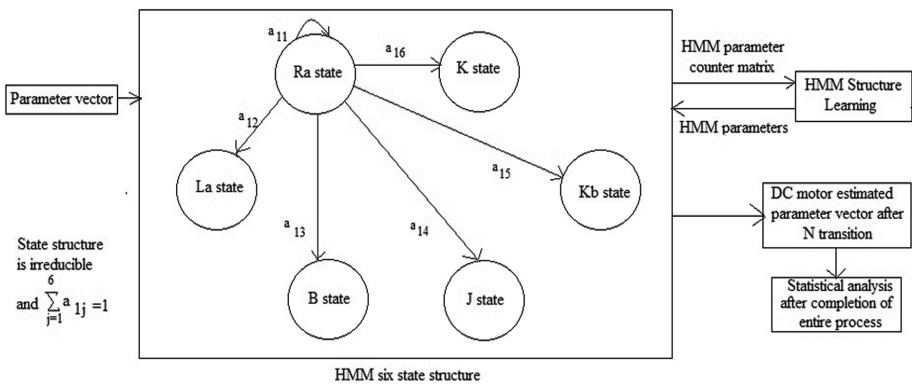 Parameter vector
State structure
is irreducible
6
and ∑ a 1j =1
j=1
a 11
Ra state
a 16
K state
a 12
La state
a 13
B state
a 14
J state
a 15
Kb state
HMM six state structure
HMM parameter
counter matrix
HMM Structure
Learning
HMM parameters
DC motor estimated
parameter vector after
N transition
Statistical analysis
after completion of
entire process